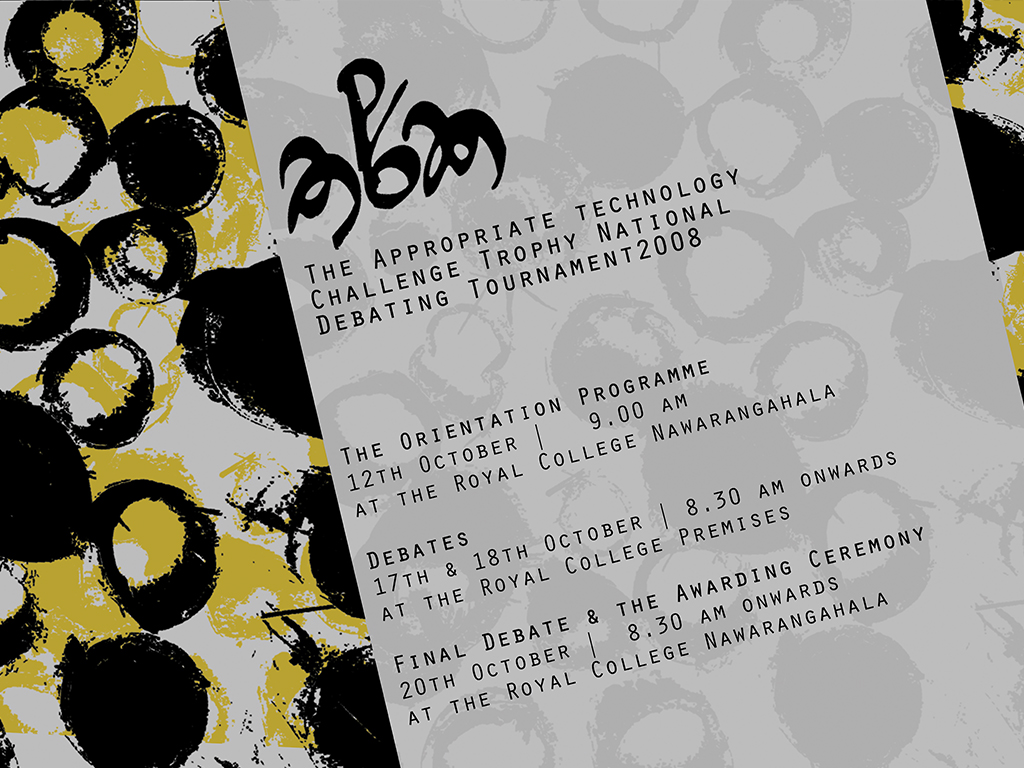 තර්ක
The Appropriate technology
Challenge Trophy National
Debating Tournament2008
The Orientation Programme
12th October | 9.00 am
at the Royal College Nawarangahala
Debates
17th & 18th October | 8.30 am onwards
at the Royal College Premises
Final Debate & the Awarding Ceremony
20th October | 8.30 am onwards
at the Royal College Nawarangahala